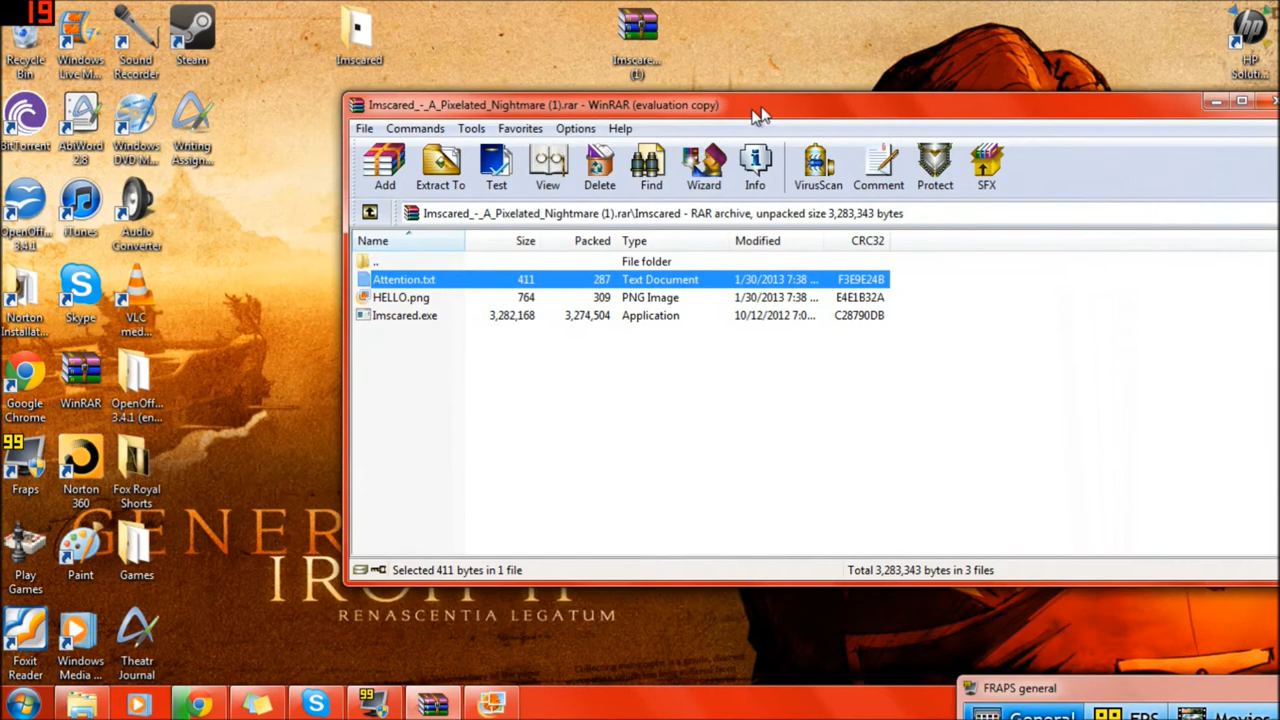 19
Recycle Bin
Windows Live M...
Sound Recorder
Steam
Imscared
Imscare... (1)
HP Soluti...
BitTorrent
AbiWord 2.8
Windows DVD M...
Writing Assign...
OpenOff... 3.4.1
iTunes
Audio Converter
Norton Installat...
Skype
VLC med...
Google Chrome
WinRAR
OpenOff... 3.4.1 (en...
99
Fraps
Norton 360
Fox Royal Shorts
Play Games
Paint
Games
Foxit Reader
Windows Media ...
Theatr Journal
Imscared_-_A_Pixelated_Nightmare (1).rar - WinRAR (evaluation copy)
File Commands Tools Favorites Options Help
Add Extract To Test View Delete Find Wizard Info VirusScan Comment Protect SFX
Imscared_-_A_Pixelated_Nightmare (1).rar\Imscared - RAR archive, unpacked size 3,283,343 bytes
Name Size Packed Type Modified CRC32
.. File folder
Attention.txt 411 287 Text Document 1/30/2013 7:38 ... F3E9E24B
HELLO.png 764 309 PNG Image 1/30/2013 7:38 ... E4E1B32A
Imscared.exe 3,282,168 3,274,504 Application 10/12/2012 7:0... C28790DB
Selected 411 bytes in 1 file
Total 3,283,343 bytes in 3 files
GENER
IRON II
RENASCENTIA LEGATUM
99
FRAPS general
General
99 FPS
Movies